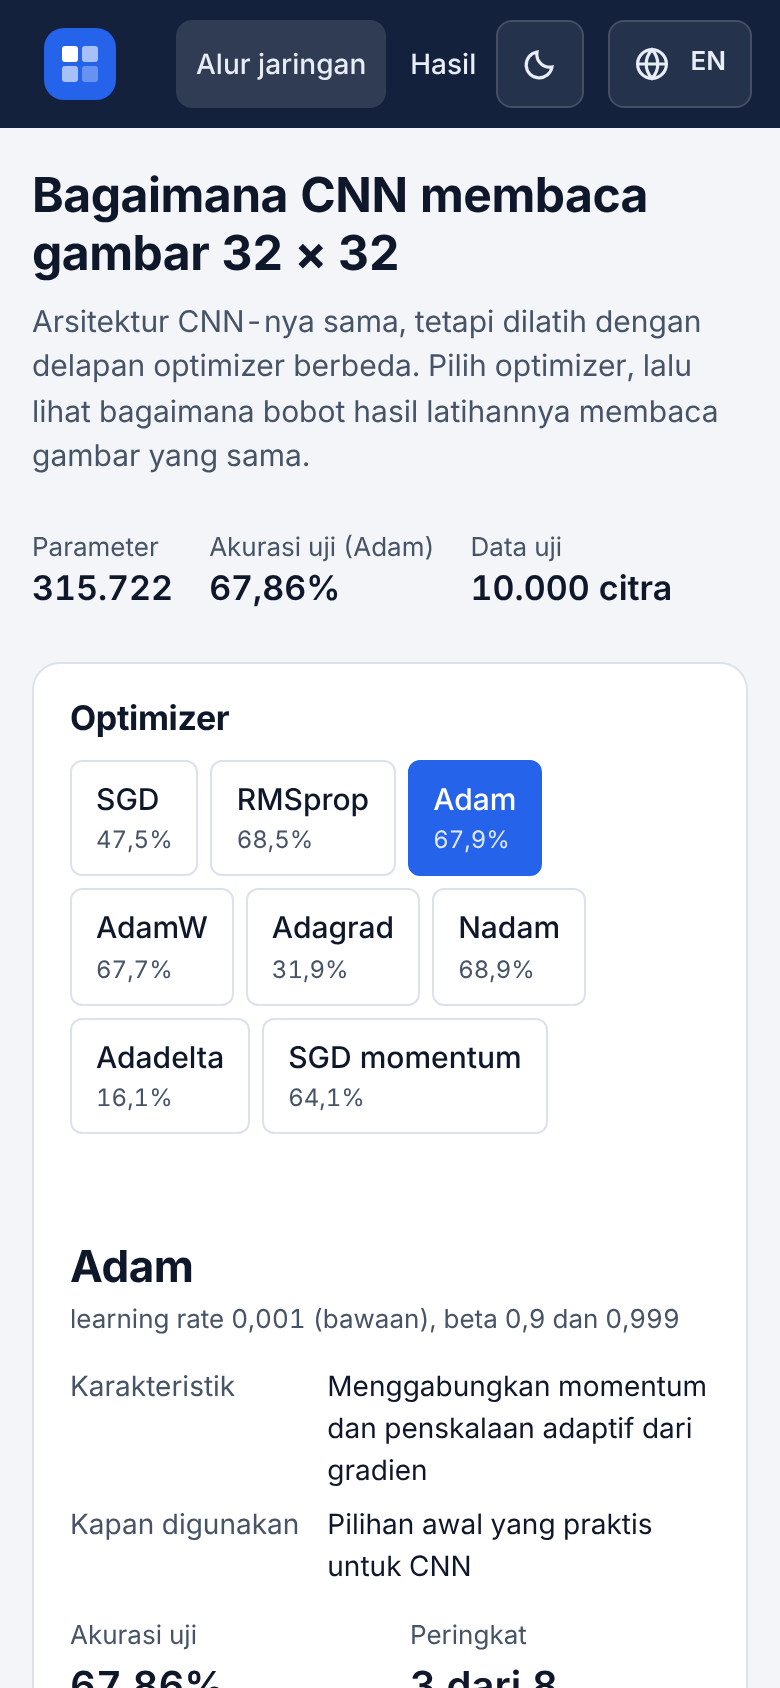 Alur jaringan
Hasil
EN
Bagaimana CNN membaca
gambar 32 × 32
Arsitektur CNN-nya sama, tetapi dilatih dengan
delapan optimizer berbeda. Pilih optimizer, lalu
lihat bagaimana bobot hasil latihannya membaca
gambar yang sama.
Parameter
315.722
Akurasi uji (Adam)
67,86%
Data uji
10.000 citra
Optimizer
SGD
47,5%
RMSprop
68,5%
Adam
67,9%
AdamW
67,7%
Adagrad
31,9%
Nadam
68,9%
Adadelta
16,1%
SGD momentum
64,1%
Adam
learning rate 0,001 (bawaan), beta 0,9 dan 0,999
Karakteristik
Menggabungkan momentum
dan penskalaan adaptif dari
gradien
Kapan digunakan
Pilihan awal yang praktis
untuk CNN
Akurasi uji
67,86%
Peringkat
3 dari 8